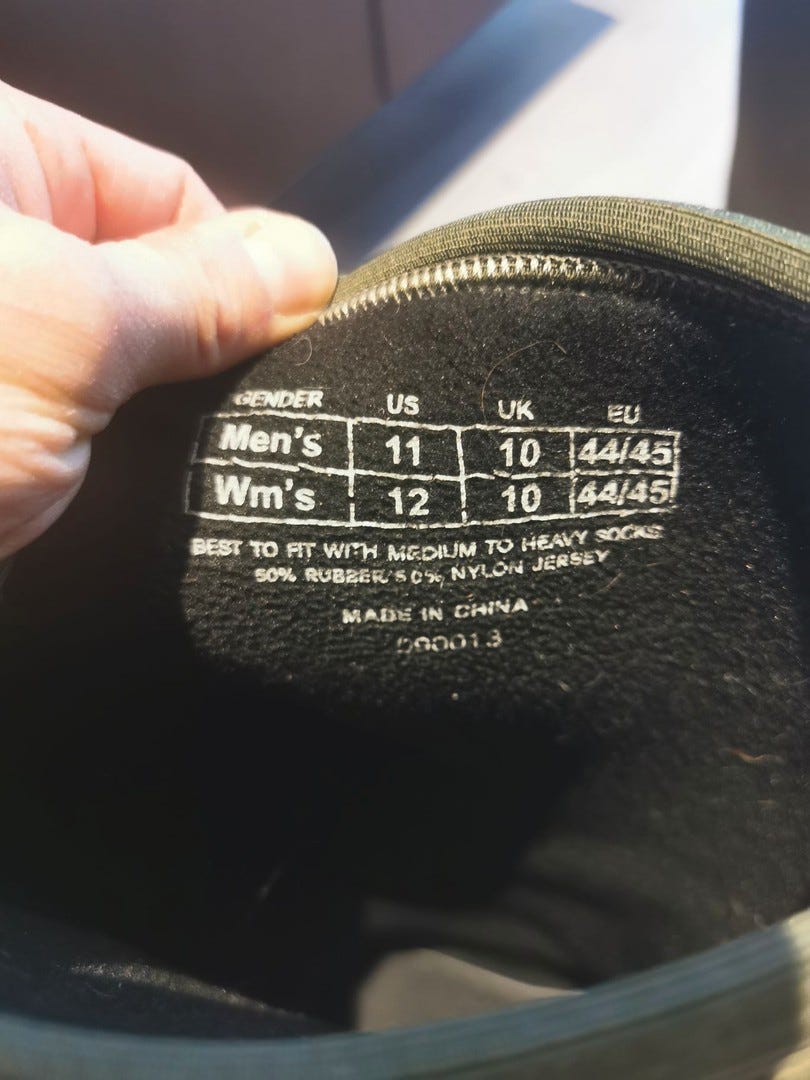 GENDER US UK EU
Men's 11 10 44/45
Wm's 12 10 44/45
BEST TO FIT WITH MEDIUM TO HEAVY SOCKS
50% RUBBER 50% NYLON JERSEY
MADE IN CHINA